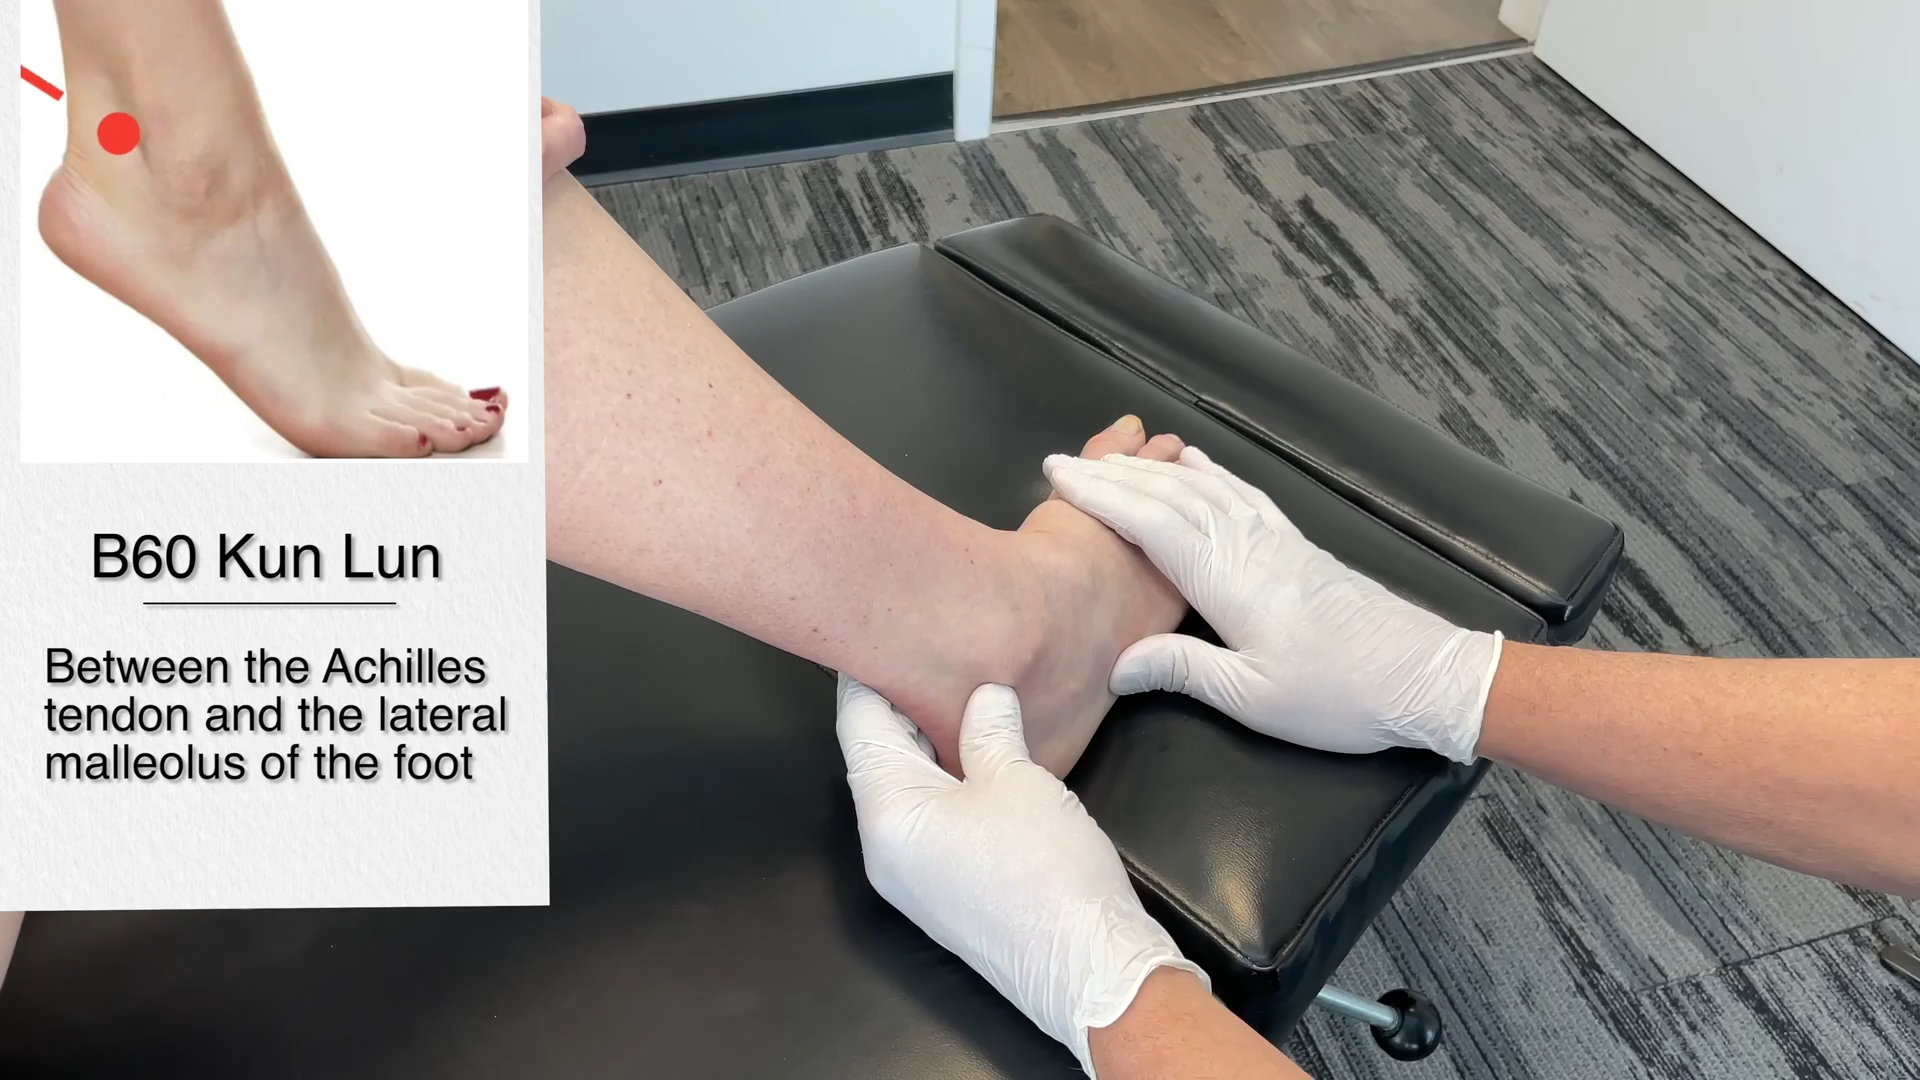 B60 Kun Lun
Between the Achilles
tendon and the lateral
malleolus of the foot